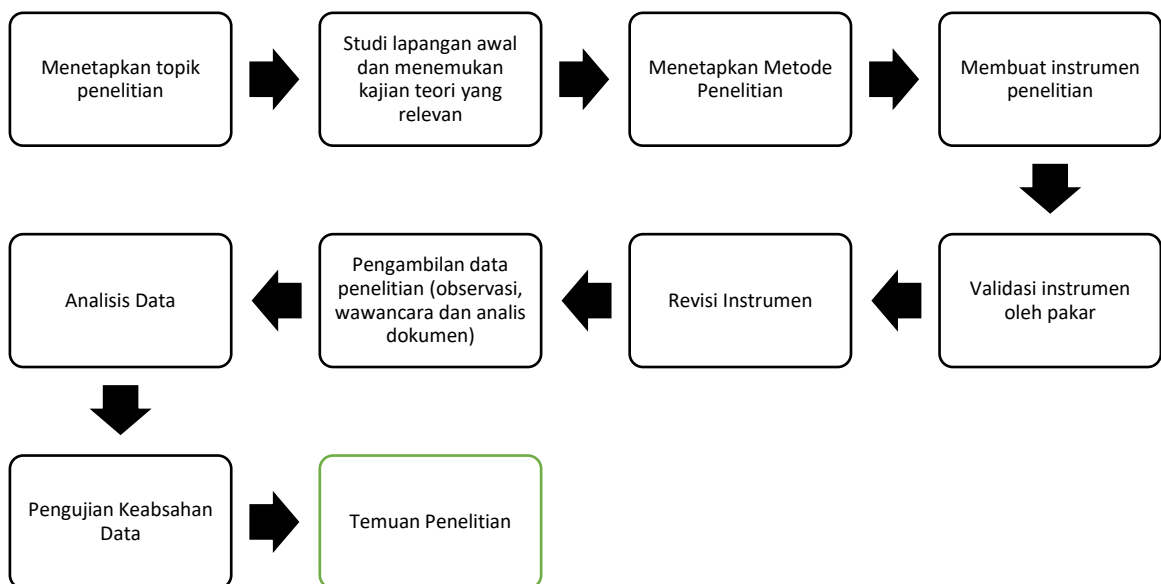 Menetapkan topik
penelitian
Studi lapangan awal
dan menemukan
kajian teori yang
relevan
Menetapkan Metode
Penelitian
Membuat instrumen
penelitian
Validasi instrumen
oleh pakar
Revisi Instrumen
Pengambilan data
penelitian (observasi,
wawancara dan analis
dokumen)
Analisis Data
Pengujian Keabsahan
Data
Temuan Penelitian